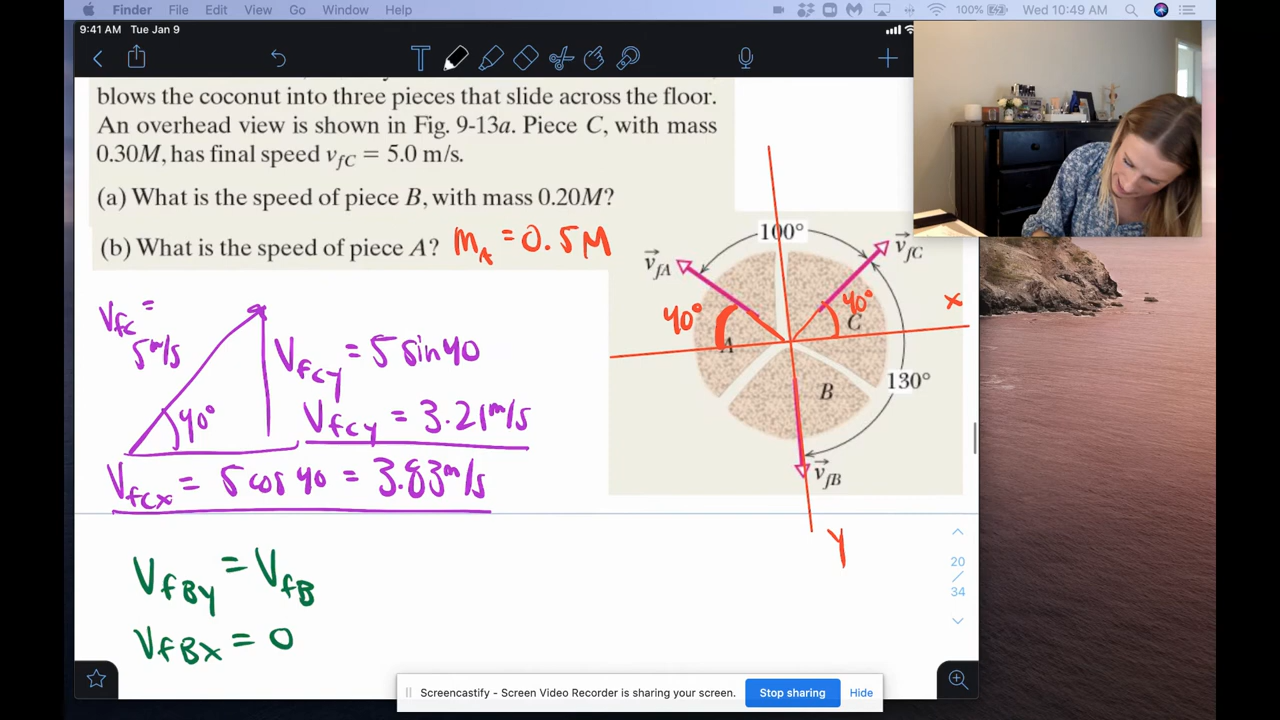 Finder File Edit View Go Window Help 100% Wed 10:49 AM
9:41 AM Tue Jan 9
blows the coconut into three pieces that slide across the floor.
An overhead view is shown in Fig. 9-13a. Piece C, with mass
0.30M, has final speed vfC = 5.0 m/s.
(a) What is the speed of piece B, with mass 0.20M?
(b) What is the speed of piece A? mA = 0.5M
100°
vfA
vfC
40°
40°
x
A
C
B
130°
vfB
y
Vfc =
5 m/s
40°
Vfcy = 5 sin 40
Vfcy = 3.21 m/s
Vfcx = 5 cos 40 = 3.83 m/s
VfBy = VfB
VfBx = 0
20
/
34
Screencastify - Screen Video Recorder is sharing your screen. Stop sharing Hide